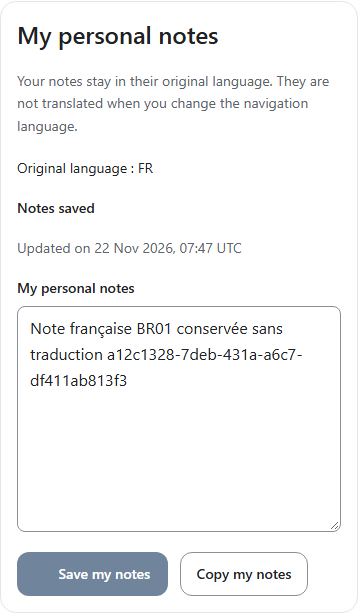 My personal notes
Your notes stay in their original language. They are
not translated when you change the navigation
language.
Original language : FR
Notes saved
Updated on 22 Nov 2026, 07:47 UTC
My personal notes
Note française BR01 conservée sans
traduction a12c1328-7deb-431a-a6c7-
df411ab813f3
Save my notes
Copy my notes